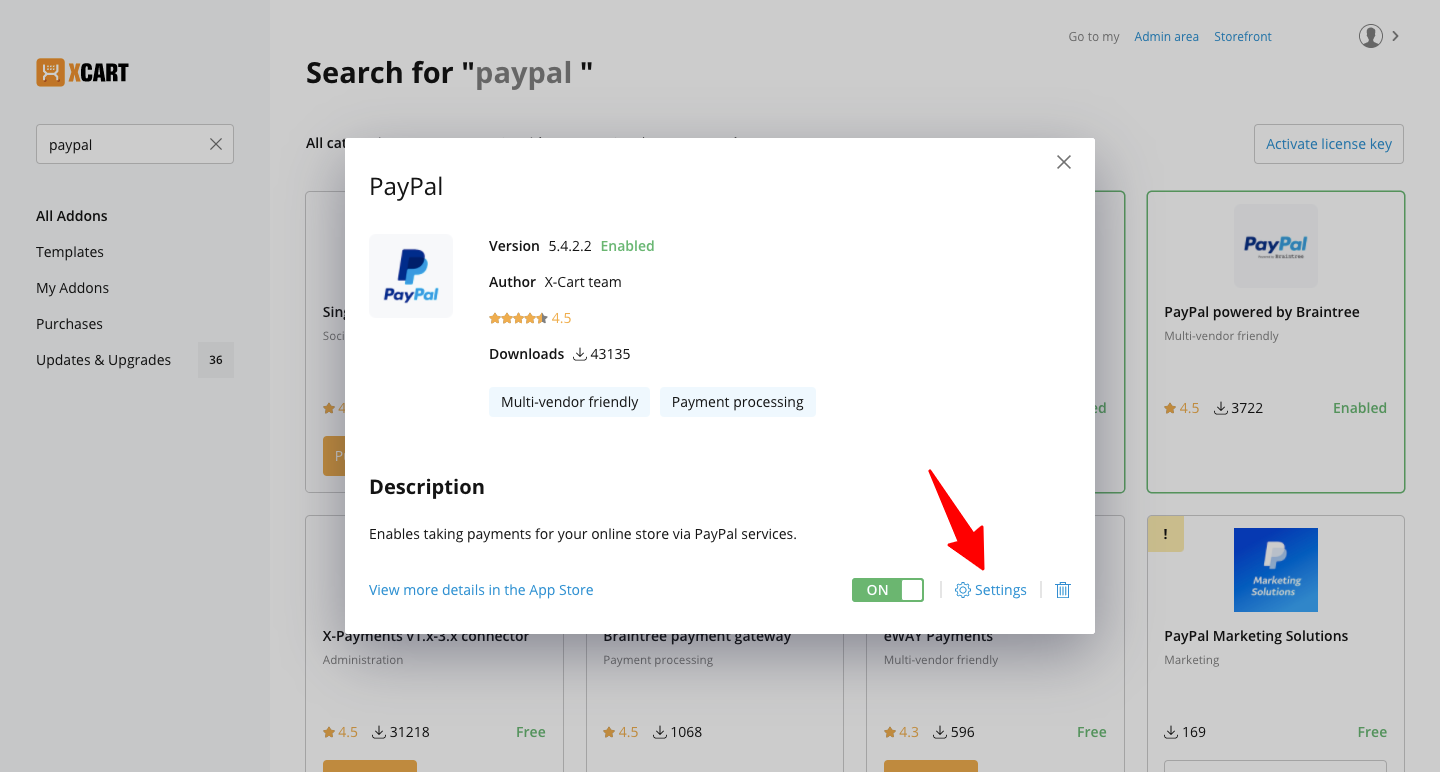 Go to my Admin area Storefront
XCART
Search for "paypal "
paypal
All
Activate license key
All Addons
Templates
My Addons
Purchases
Updates & Upgrades 36
PayPal
PayPal
Version 5.4.2.2 Enabled
Author X-Cart team
4.5
Downloads 43135
Multi-vendor friendly Payment processing
Description
Enables taking payments for your online store via PayPal services.
View more details in the App Store ON Settings
PayPal
Powered by Braintree
PayPal powered by Braintree
Multi-vendor friendly
4.5 3722 Enabled
X-Payments v1.x-3.x connector
Administration
4.5 31218 Free
Braintree payment gateway
Payment processing
4.5 1068
eWAY Payments
Multi-vendor friendly
4.3 596 Free
!
Marketing
Solutions
PayPal Marketing Solutions
Marketing
169 Free